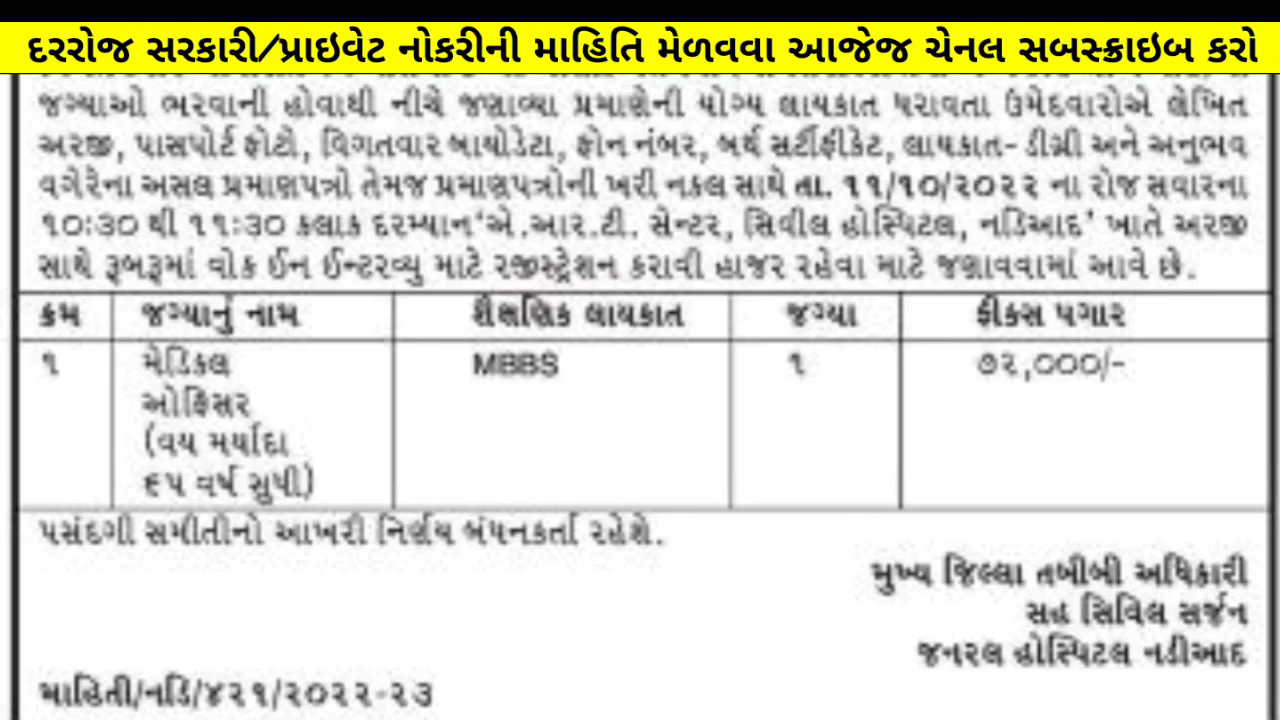 દરરોજ સરકારી/પ્રાઇવેટ નોકરીની માહિતિ મેળવવા આજેજ ચેનલ સબસ્ક્રાઇબ કરો
જગ્યાઓ ભરવાની હોવાથી નીચે જણાવ્યા પ્રમાણેની યોગ્ય લાયકાત ધરાવતા ઉમેદવારોએ લેખિત
અરજી, પાસપોર્ટ ફોટો, વિગતવાર બાયોડેટા, ફોન નંબર, બર્થ સર્ટીફીકેટ, લાયકાત- ડીગ્રી અને અનુભવ
વગેરેના અસલ પ્રમાણપત્રો તેમજ પ્રમાણપત્રોની ખરી નકલ સાથે તા. ૧૧/૧૦/૨૦૨૨ ના રોજ સવારના
૧૦:૩૦ થી ૧૧:૩૦ કલાક દરમ્યાન 'એ.આર.ટી. સેન્ટર, સિવીલ હોસ્પિટલ, નડિઆદ' ખાતે અરજી
સાથે રૂબરૂમાં વોક ઈન ઈન્ટરવ્યુ માટે રજીસ્ટ્રેશન કરાવી હાજર રહેવા માટે જણાવવામાં આવે છે.
ક્રમ જગ્યાનું નામ શૈક્ષણિક લાયકાત જગ્યા ફીક્સ પગાર
૧ મેડિકલ MBBS ૧ ૭૨,૦૦૦/-
ઓફિસર
(વય મર્યાદા
૬૫ વર્ષ સુધી)
પસંદગી સમીતીનો આખરી નિર્ણય બંધનકર્તા રહેશે.
મુખ્ય જિલ્લા તબીબી અધિકારી
સહ સિવિલ સર્જન
જનરલ હોસ્પિટલ નડીઆદ
માહિતી/નડિ/૪૨૧/૨૦૨૨-૨૩